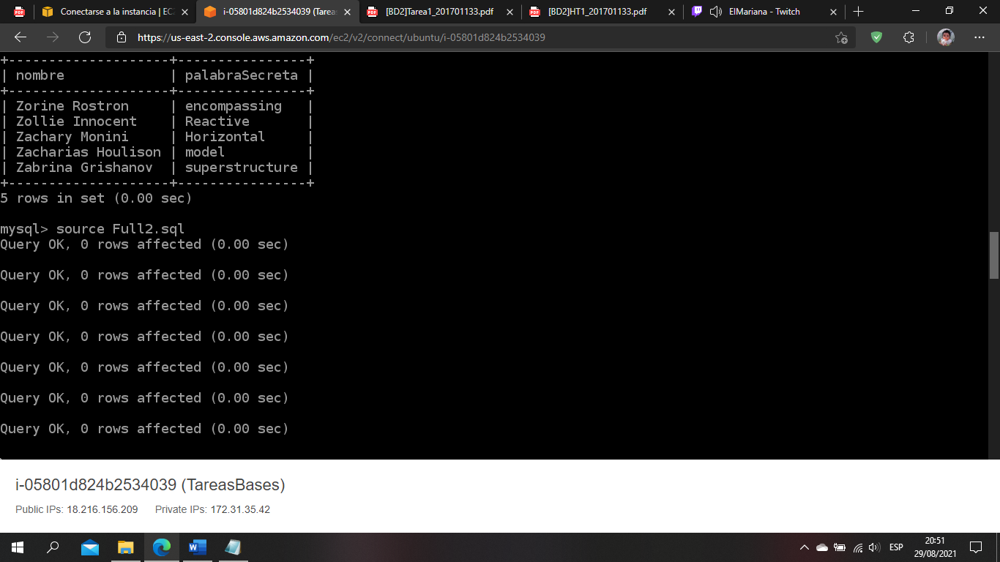 Conectarse a la instancia | EC
i-05801d824b2534039 (Tarea
[BD2]Tarea1_201701133.pdf
[BD2]HT1_201701133.pdf
ElMariana - Twitch
https://us-east-2.console.aws.amazon.com/ec2/v2/connect/ubuntu/i-05801d824b2534039
+---------------------+----------------+
| nombre | palabraSecreta |
+---------------------+----------------+
| Zorine Rostron | encompassing |
| Zollie Innocent | Reactive |
| Zachary Monini | Horizontal |
| Zacharias Houlison | model |
| Zabrina Grishanov | superstructure |
+---------------------+----------------+
5 rows in set (0.00 sec)
mysql> source Full2.sql
Query OK, 0 rows affected (0.00 sec)
Query OK, 0 rows affected (0.00 sec)
Query OK, 0 rows affected (0.00 sec)
Query OK, 0 rows affected (0.00 sec)
Query OK, 0 rows affected (0.00 sec)
Query OK, 0 rows affected (0.00 sec)
Query OK, 0 rows affected (0.00 sec)
i-05801d824b2534039 (TareasBases)
Public IPs: 18.216.156.209 Private IPs: 172.31.35.42
ESP
20:51
29/08/2021